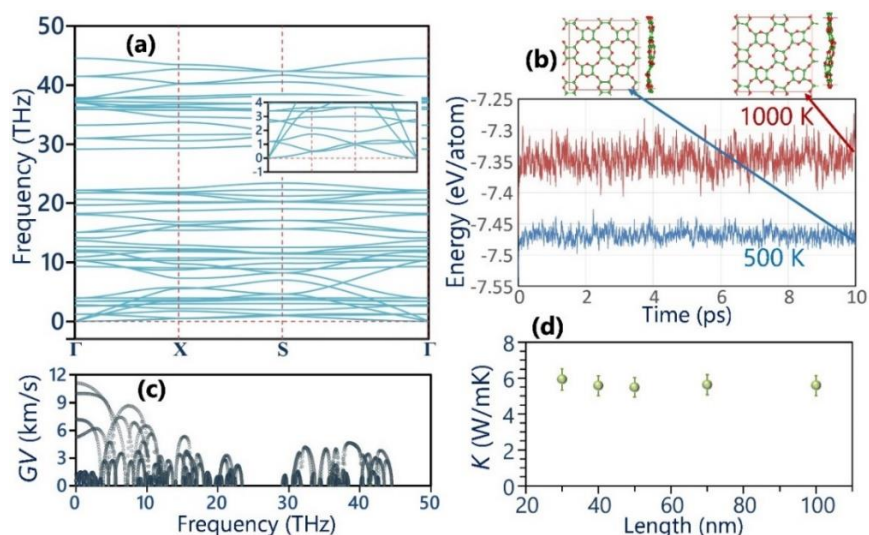 (a)
50
40
30
20
10
0
Frequency (THz)
4
3
2
1
0
-1
Γ X S Γ
(b)
-7.25
-7.3
-7.35
-7.4
-7.45
-7.5
-7.55
Energy (eV/atom)
1000 K
500 K
0 2 4 6 8 10
Time (ps)
(c)
12
9
6
3
0
GV (km/s)
0 10 20 30 40 50
Frequency (THz)
(d)
8
6
4
2
0
K (W/mK)
20 40 60 80 100
Length (nm)